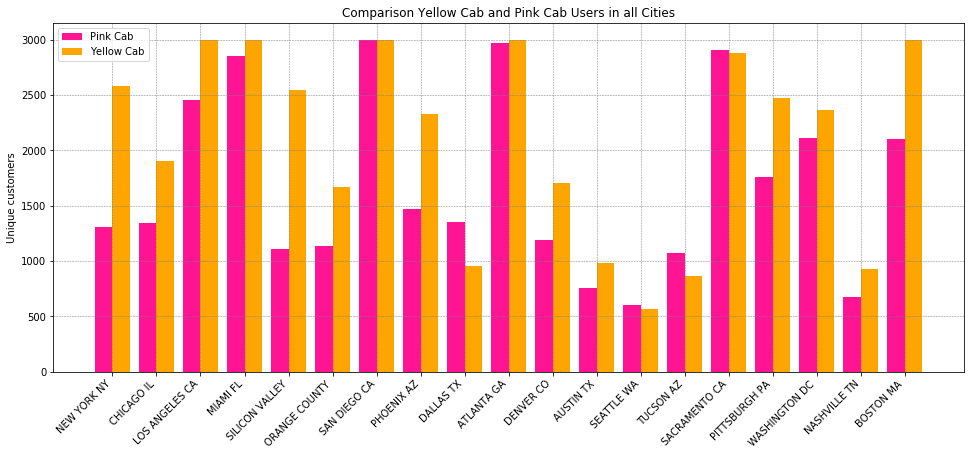 Comparison Yellow Cab and Pink Cab Users in all Cities
Pink Cab
Yellow Cab
Unique customers
3000
2500
2000
1500
1000
500
0
NEW YORK NY
CHICAGO IL
LOS ANGELES CA
MIAMI FL
SILICON VALLEY
ORANGE COUNTY
SAN DIEGO CA
PHOENIX AZ
DALLAS TX
ATLANTA GA
DENVER CO
AUSTIN TX
SEATTLE WA
TUCSON AZ
SACRAMENTO CA
PITTSBURGH PA
WASHINGTON DC
NASHVILLE TN
BOSTON MA